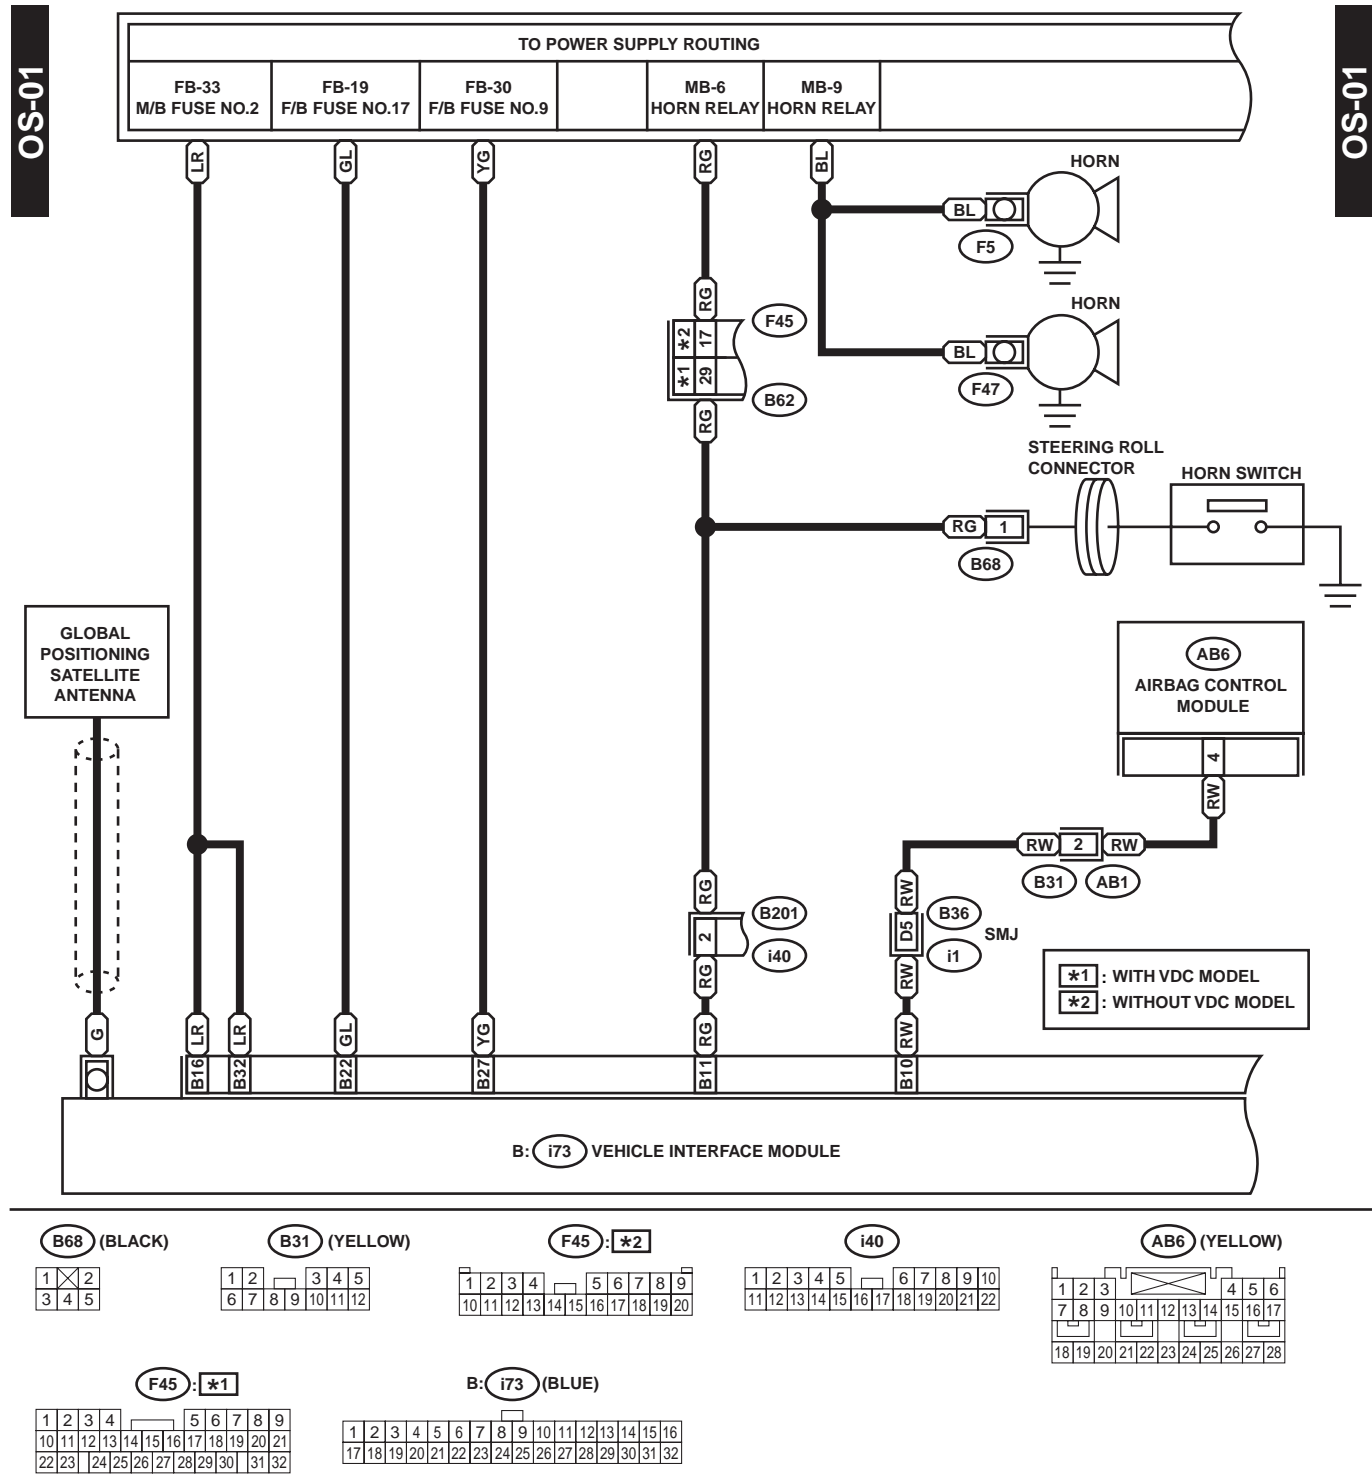 OS-01
OS-01
TO POWER SUPPLY ROUTING
FB-33
M/B FUSE NO.2
FB-19
F/B FUSE NO.17
FB-30
F/B FUSE NO.9
MB-6
HORN RELAY
MB-9
HORN RELAY
LR
GL
YG
RG
BL
HORN
BL
F5
HORN
BL
F47
RG
*2 17
*1 29
F45
B62
RG
STEERING ROLL
CONNECTOR
HORN SWITCH
RG 1
B68
GLOBAL
POSITIONING
SATELLITE
ANTENNA
AB6
AIRBAG CONTROL
MODULE
4
RW
RW 2 RW
B31 AB1
RG
2
B201
i40
RG
RW
D5
B36
i1
SMJ
RW
*1 : WITH VDC MODEL
*2 : WITHOUT VDC MODEL
G
LR
LR
GL
YG
RG
RW
B16
B32
B22
B27
B11
B10
B: i73 VEHICLE INTERFACE MODULE
B68 (BLACK)
1 2
3 4 5
B31 (YELLOW)
1 2 3 4 5
6 7 8 9 10 11 12
F45 : *2
1 2 3 4 5 6 7 8 9
10 11 12 13 14 15 16 17 18 19 20
i40
1 2 3 4 5 6 7 8 9 10
11 12 13 14 15 16 17 18 19 20 21 22
AB6 (YELLOW)
1 2 3 4 5 6
7 8 9 10 11 12 13 14 15 16 17
18 19 20 21 22 23 24 25 26 27 28
F45 : *1
1 2 3 4 5 6 7 8 9
10 11 12 13 14 15 16 17 18 19 20 21
22 23 24 25 26 27 28 29 30 31 32
B: i73 (BLUE)
1 2 3 4 5 6 7 8 9 10 11 12 13 14 15 16
17 18 19 20 21 22 23 24 25 26 27 28 29 30 31 32